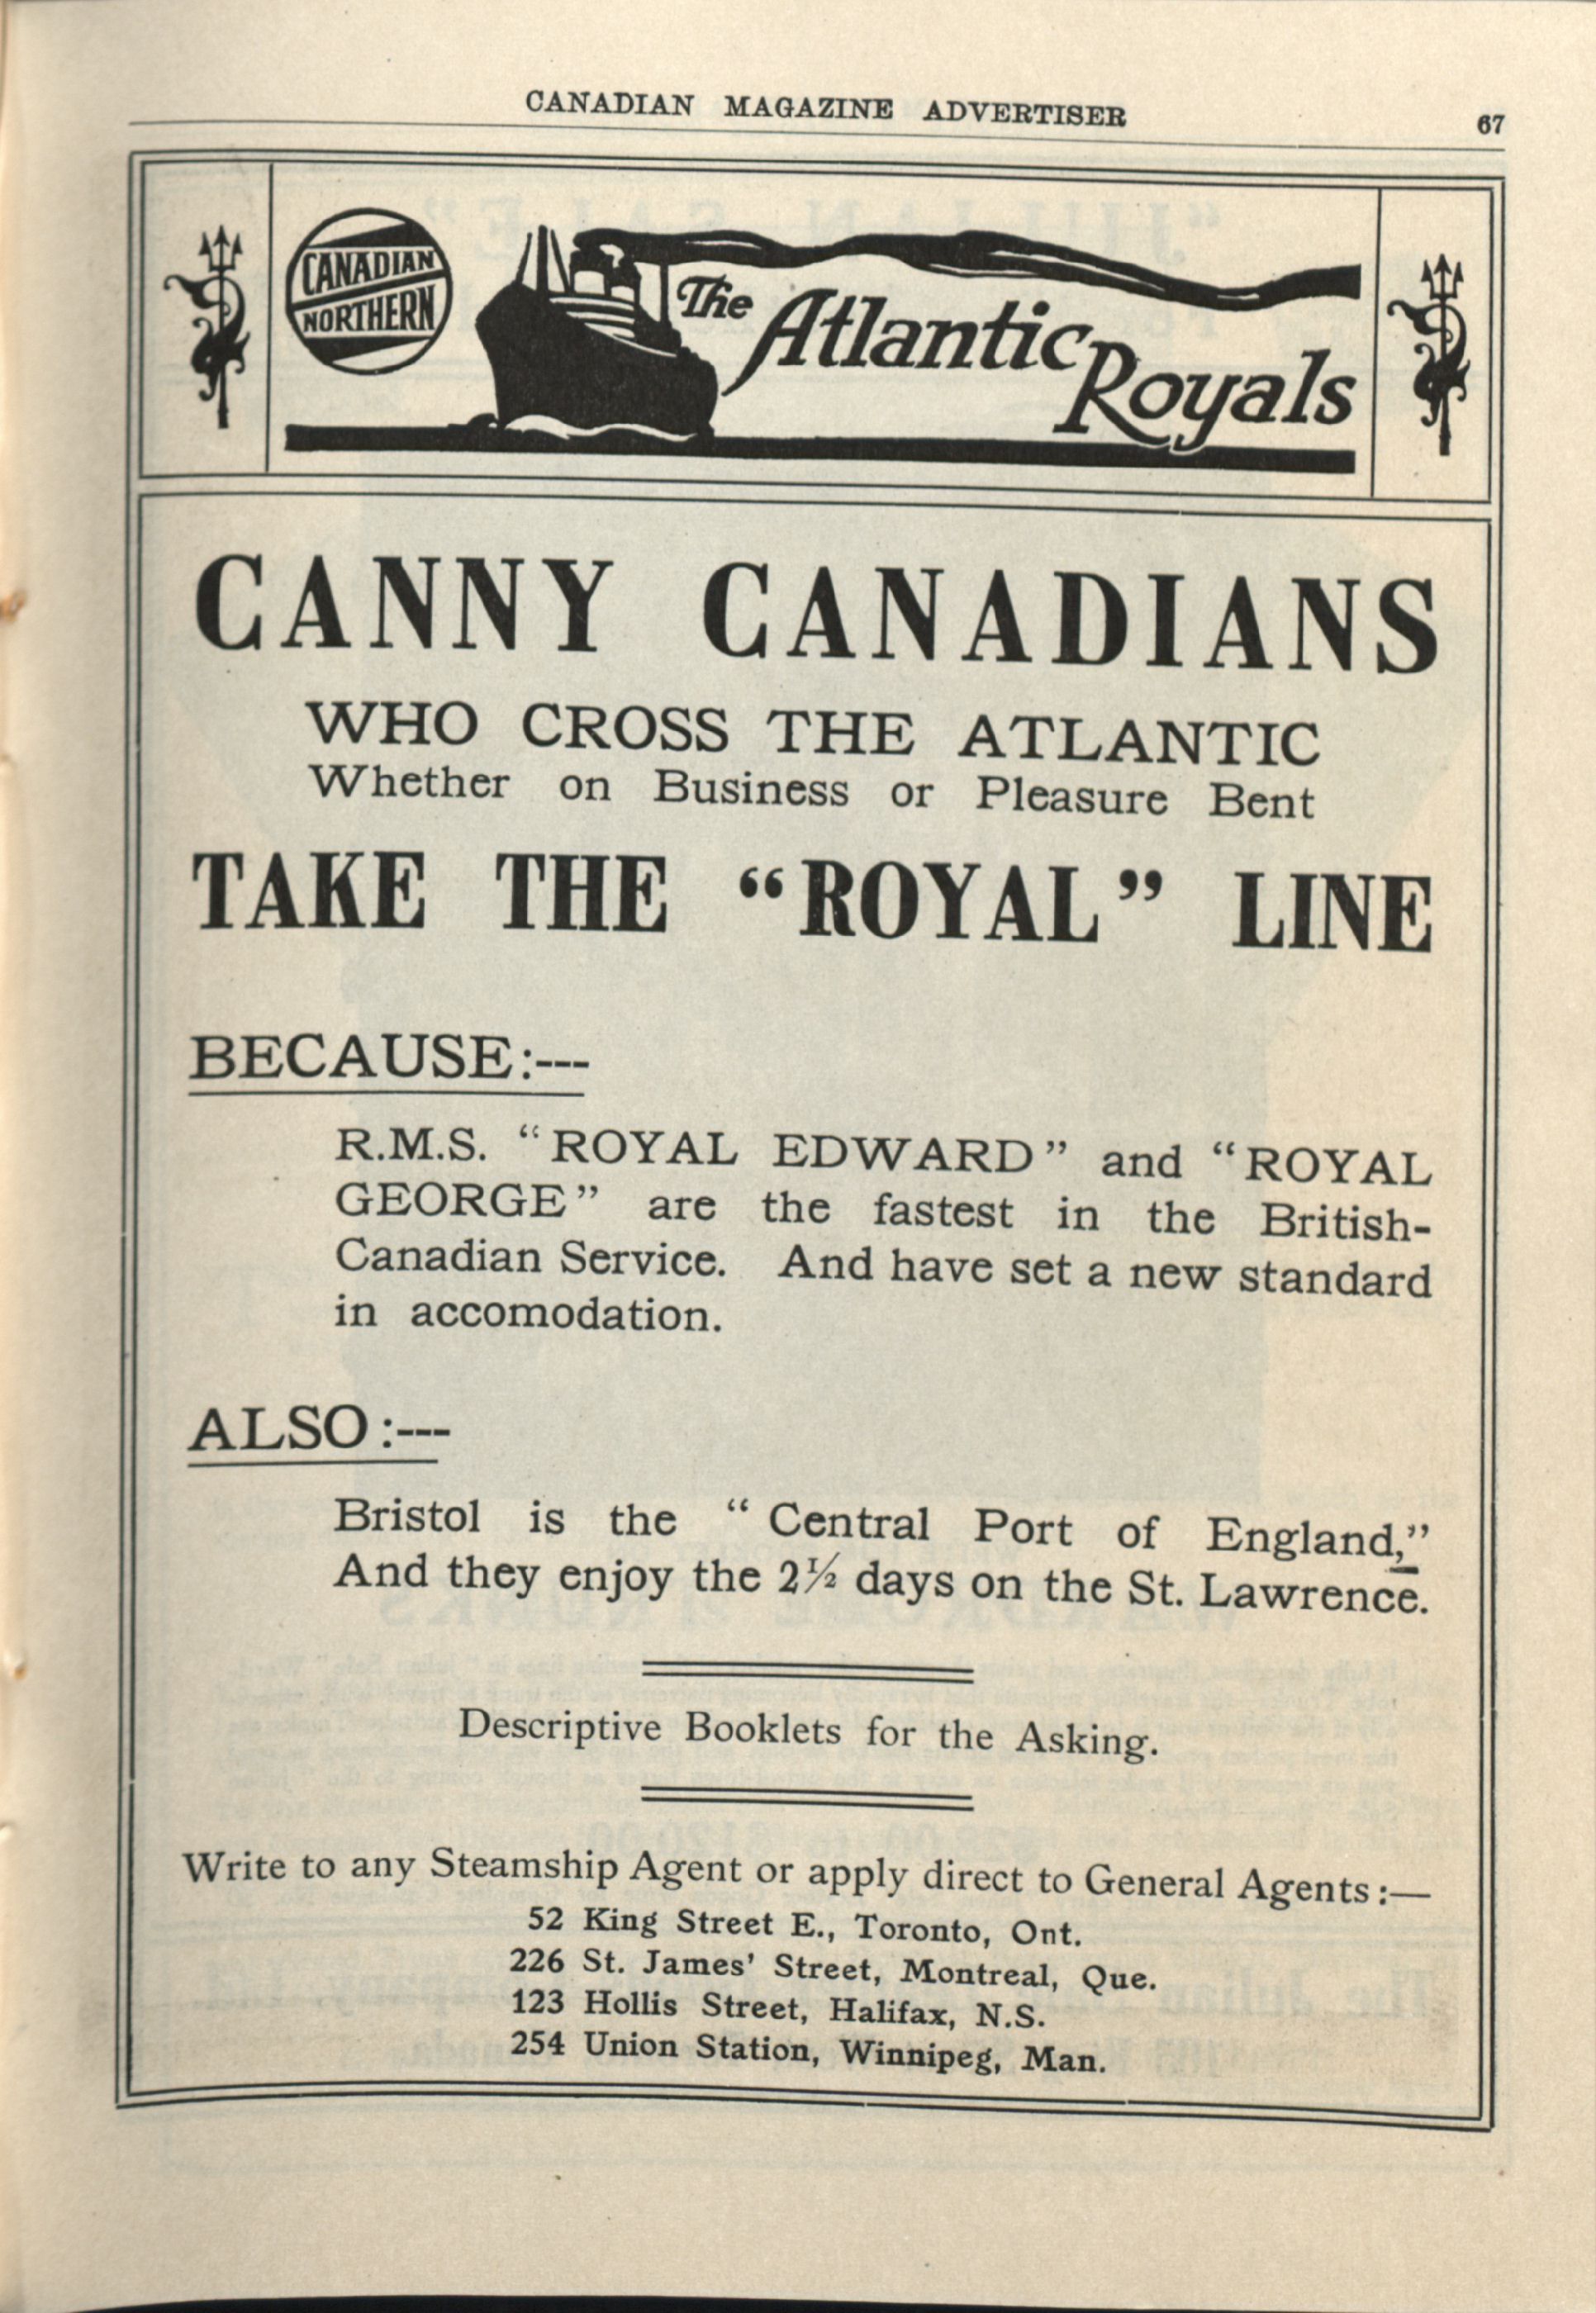 CANADIAN MAGAZINE ADVERTISER
67
CANADIAN
NORTHERN
The Atlantic
Royals
CANNY CANADIANS
WHO CROSS THE ATLANTIC
Whether on Business or Pleasure Bent
TAKE THE “ROYAL” LINE
BECAUSE:---
R.M.S. “ROYAL EDWARD” and “ROYAL
GEORGE” are the fastest in the British-
Canadian Service. And have set a new standard
in accomodation.
ALSO:---
Bristol is the “Central Port of England,”
And they enjoy the 2½ days on the St. Lawrence.
Descriptive Booklets for the Asking.
Write to any Steamship Agent or apply direct to General Agents:—
52 King Street E., Toronto, Ont.
226 St. James' Street, Montreal, Que.
123 Hollis Street, Halifax, N.S.
254 Union Station, Winnipeg, Man.